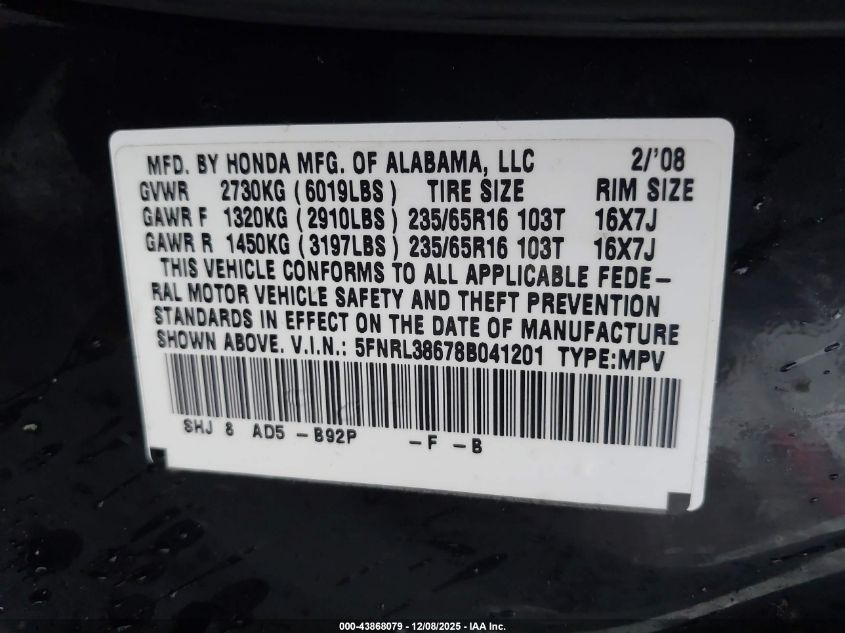 MFD. BY HONDA MFG. OF ALABAMA, LLC 2/'08
GVWR 2730KG (6019LBS) TIRE SIZE RIM SIZE
GAWR F 1320KG (2910LBS) 235/65R16 103T 16X7J
GAWR R 1450KG (3197LBS) 235/65R16 103T 16X7J
THIS VEHICLE CONFORMS TO ALL APPLICABLE FEDE-
RAL MOTOR VEHICLE SAFETY AND THEFT PREVENTION
STANDARDS IN EFFECT ON THE DATE OF MANUFACTURE
SHOWN ABOVE. V.I.N.: 5FNRL38678B041201 TYPE:MPV
SHJ 8 AD5 -B92P -F -B
000-43868079 - 12/08/2025 - IAA Inc.